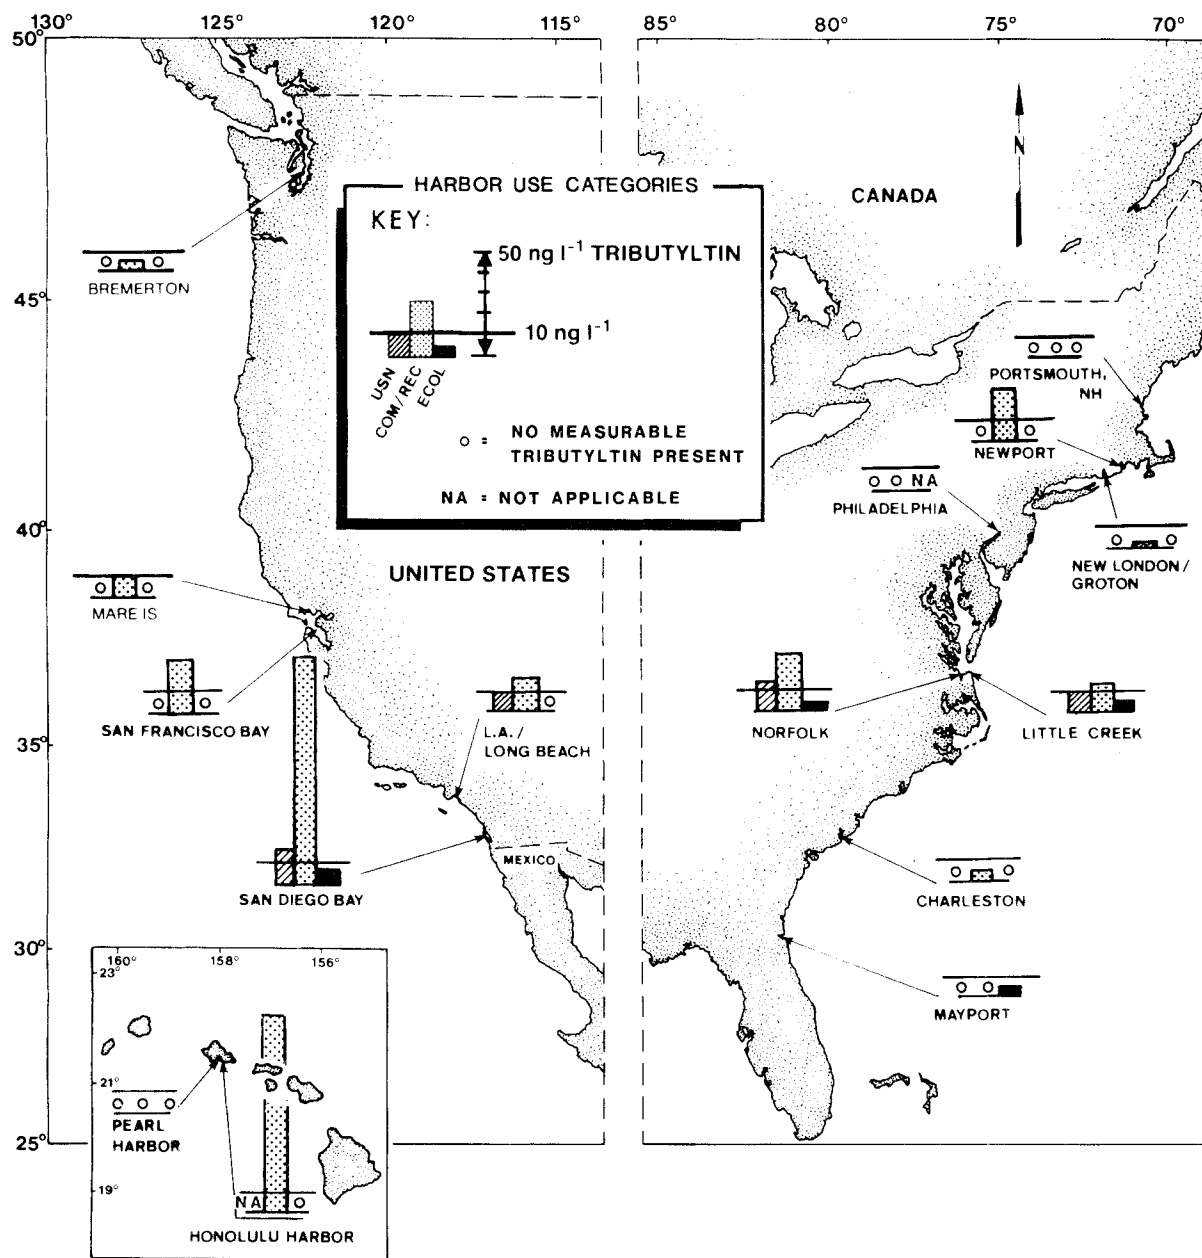 130° 125° 120° 115° 85° 80° 75° 70°
50°
HARBOR USE CATEGORIES
KEY:
50 ng l⁻¹ TRIBUTYLTIN
10 ng l⁻¹
USN
COM/REC
ECOL
○ = NO MEASURABLE
TRIBUTYLTIN PRESENT
NA = NOT APPLICABLE
CANADA
N
BREMERTON
45°
PORTSMOUTH,
NH
NEWPORT
NA
PHILADELPHIA
40°
NEW LONDON/
GROTON
UNITED STATES
MARE IS
SAN FRANCISCO BAY
L.A./
LONG BEACH
NORFOLK
LITTLE CREEK
35°
MEXICO
SAN DIEGO BAY
CHARLESTON
30°
MAYPORT
160° 158° 156°
23°
21°
PEARL
HARBOR
25°
19°
NA
HONOLULU HARBOR